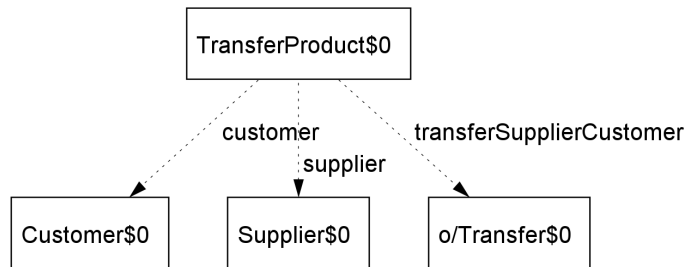 TransferProduct$0
customer
transferSupplierCustomer
supplier
Customer$0
Supplier$0
o/Transfer$0